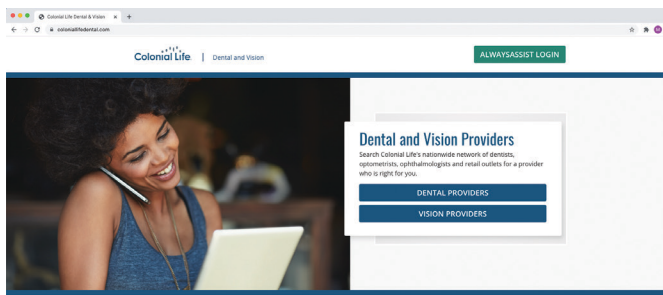 Colonial Life Dental & Vision
coloniallifedental.com
Colonial Life
Dental and Vision
ALWAYSASSIST LOGIN
Dental and Vision Providers
Search Colonial Life's nationwide network of dentists,
optometrists, ophthalmologists and retail outlets for a provider
who is right for you.
DENTAL PROVIDERS
VISION PROVIDERS